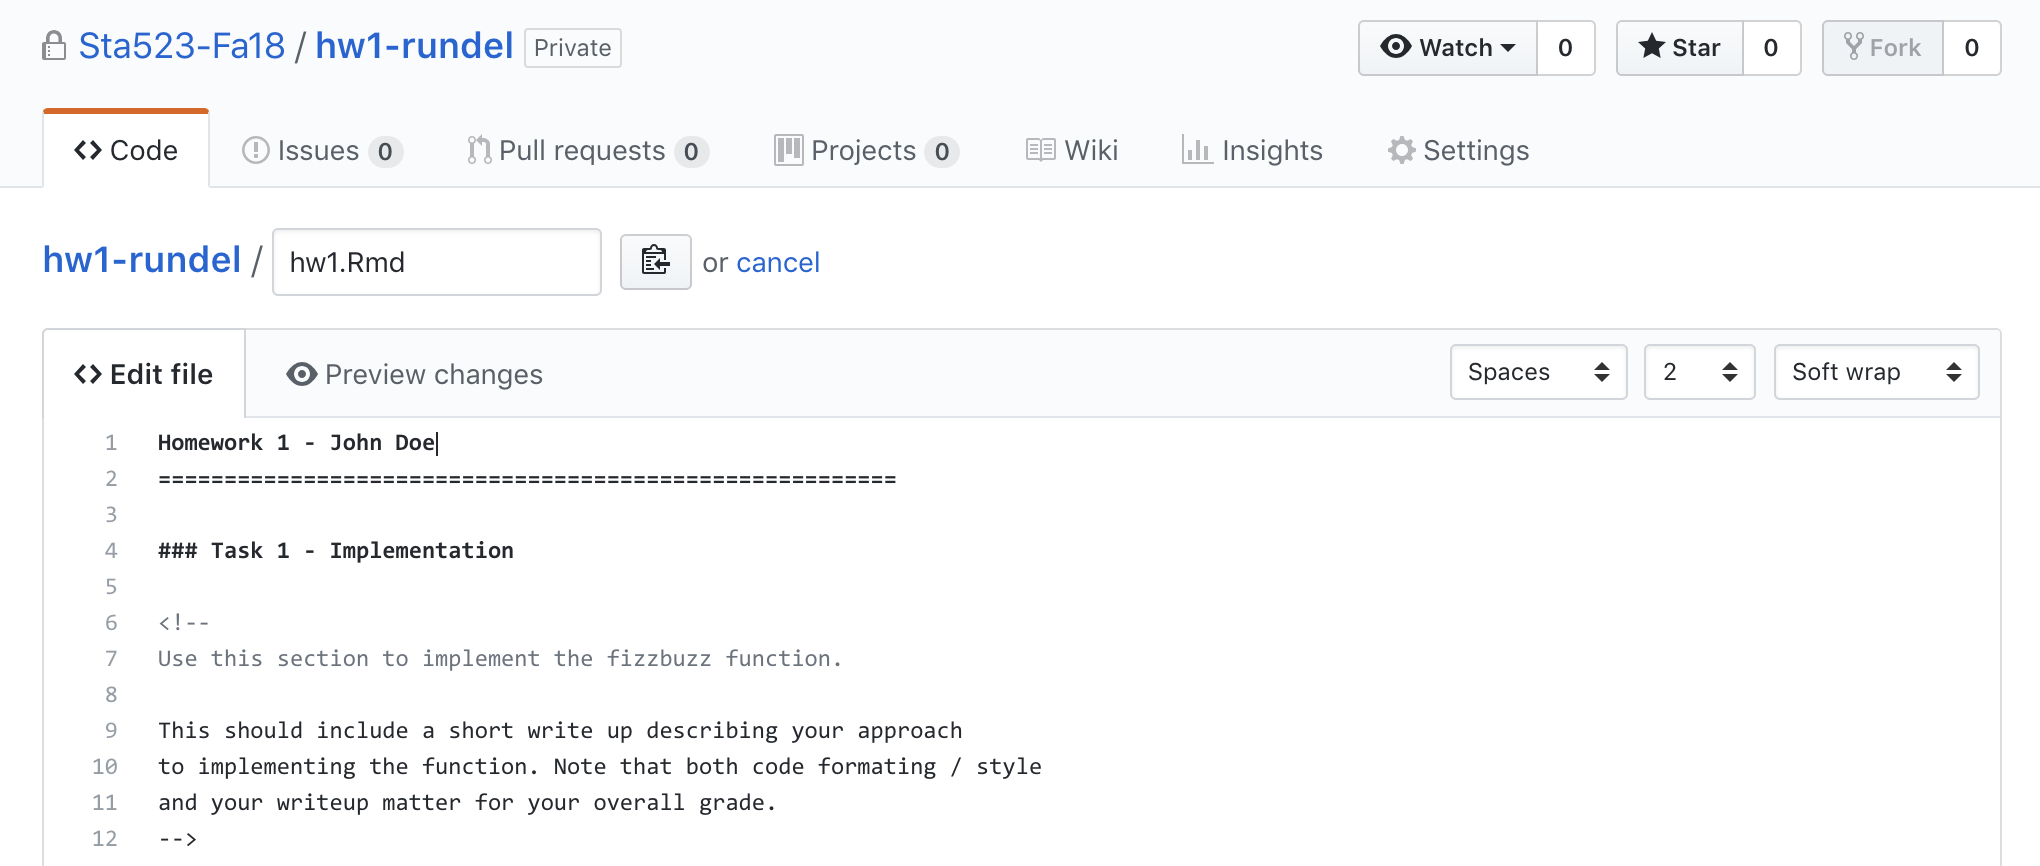 Sta523-Fa18 / hw1-rundel Private Watch 0 Star 0 Fork 0
Code Issues 0 Pull requests 0 Projects 0 Wiki Insights Settings
hw1-rundel / hw1.Rmd or cancel
Edit file Preview changes Spaces 2 Soft wrap
1 Homework 1 - John Doe
2 ========================================================
3
4 ### Task 1 - Implementation
5
6 <!--
7 Use this section to implement the fizzbuzz function.
8
9 This should include a short write up describing your approach
10 to implementing the function. Note that both code formating / style
11 and your writeup matter for your overall grade.
12 -->